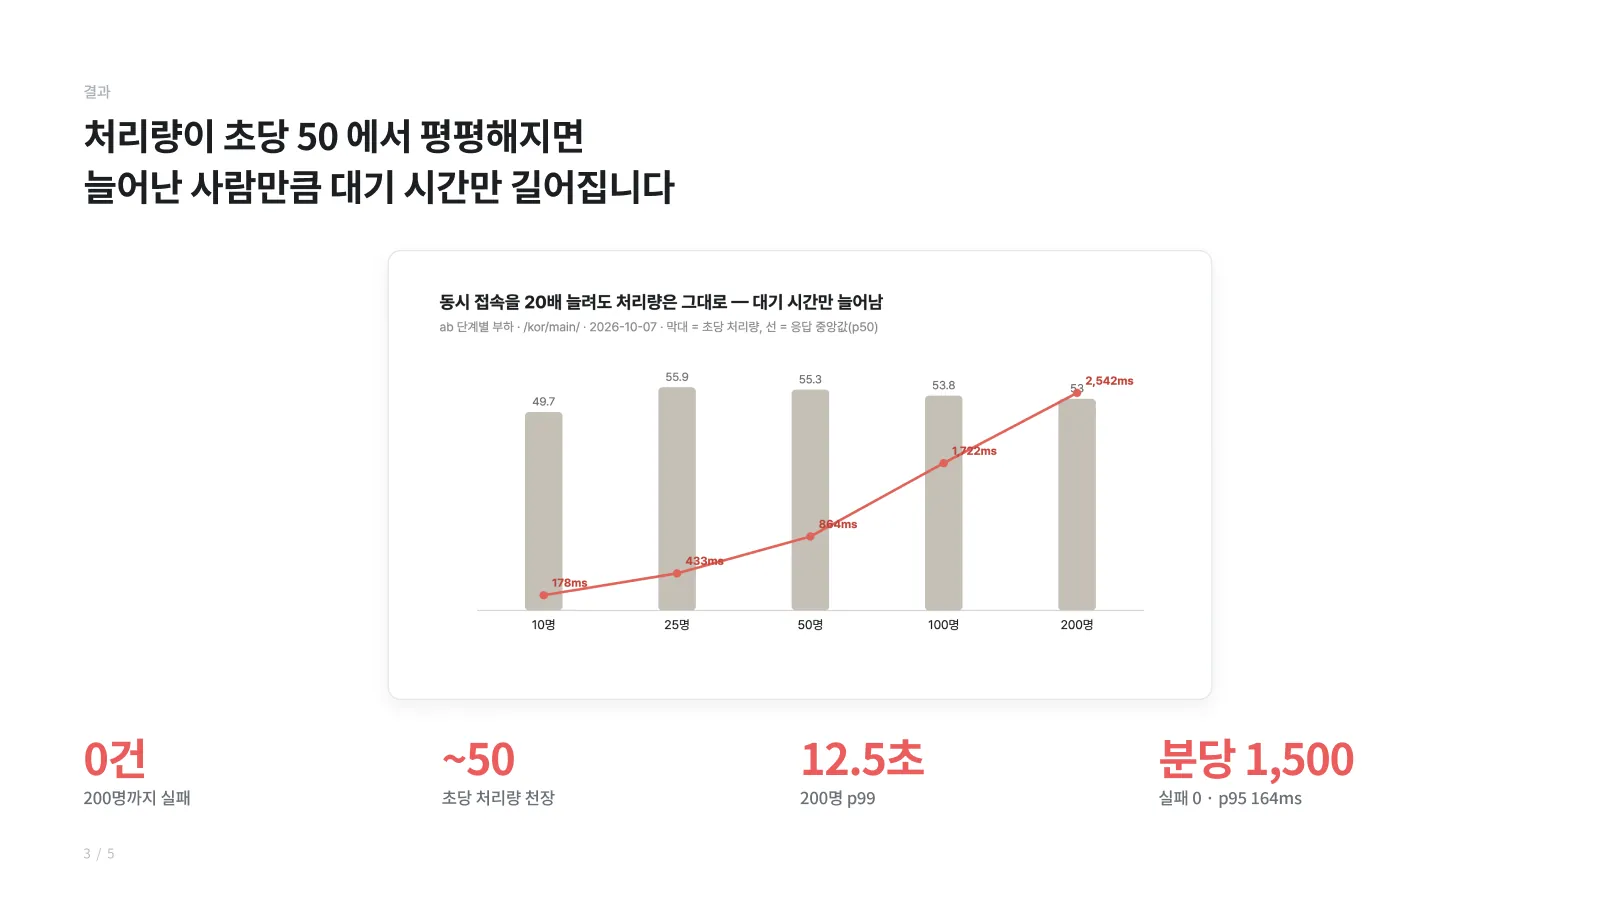 결과
처리량이 초당 50 에서 평평해지면
늘어난 사람만큼 대기 시간만 길어집니다
동시 접속을 20배 늘려도 처리량은 그대로 — 대기 시간만 늘어남
ab 단계별 부하 · /kor/main/ · 2026-10-07 · 막대 = 초당 처리량, 선 = 응답 중앙값(p50)
49.7
55.9
55.3
53.8
53
178ms
433ms
864ms
1,722ms
2,542ms
10명
25명
50명
100명
200명
0건
200명까지 실패
~50
초당 처리량 천장
12.5초
200명 p99
분당 1,500
실패 0 · p95 164ms
3 / 5